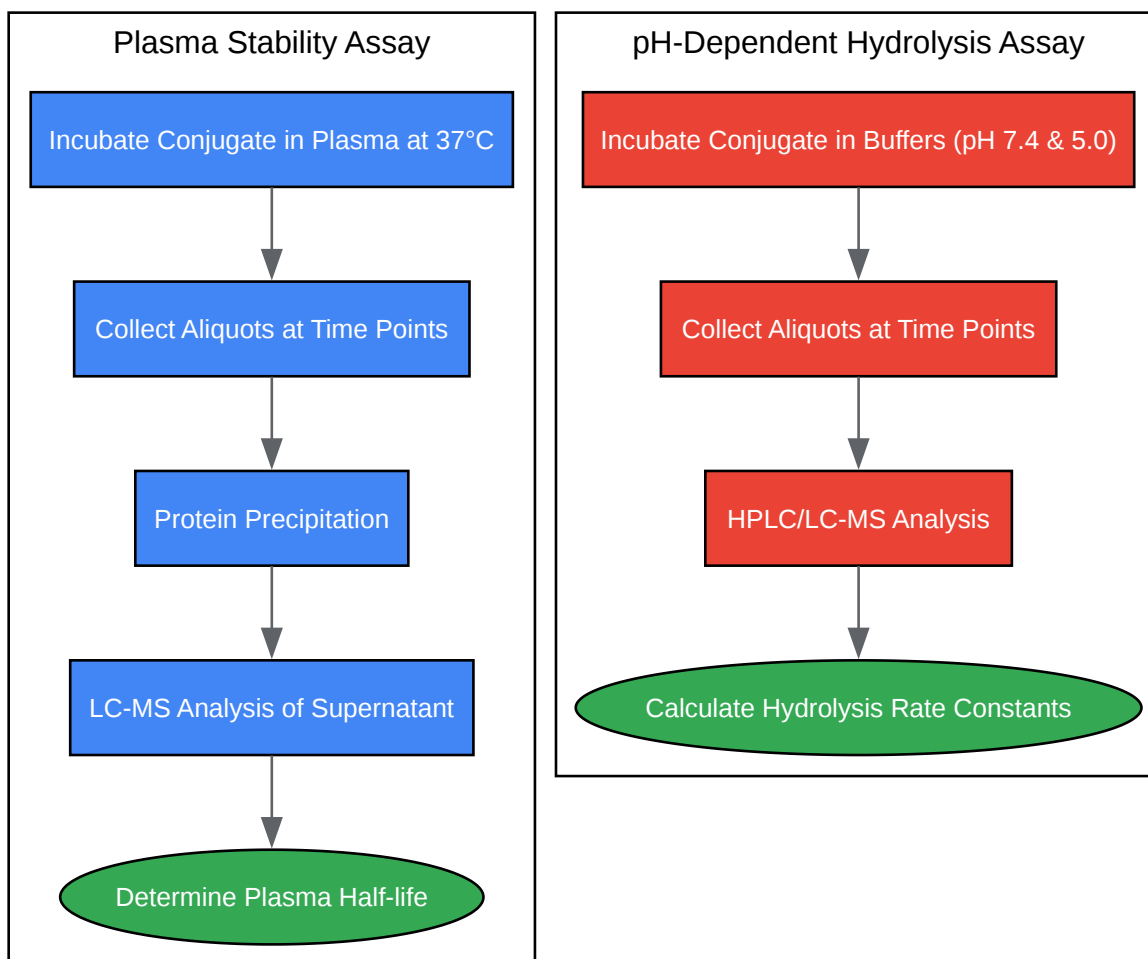 Plasma Stability Assay
Incubate Conjugate in Plasma at 37°C
Collect Aliquots at Time Points
Protein Precipitation
LC-MS Analysis of Supernatant
Determine Plasma Half-life
pH-Dependent Hydrolysis Assay
Incubate Conjugate in Buffers (pH 7.4 & 5.0)
Collect Aliquots at Time Points
HPLC/LC-MS Analysis
Calculate Hydrolysis Rate Constants